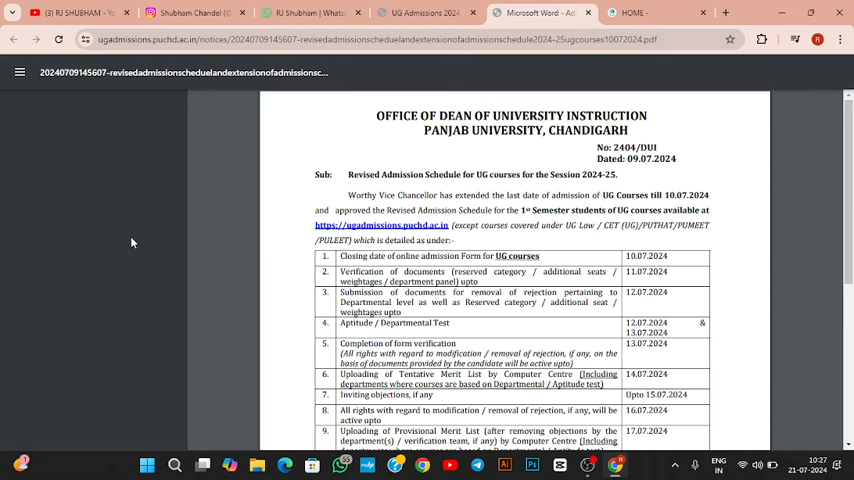 (3) RJ SHUBHAM - Yo
Shubham Chandel (
RJ Shubham | Whats
UG Admissions 2024
Microsoft Word - Ad
HOME -
ugadmissions.puchd.ac.in/notices/20240709145607-revisedadmissionscheduelandextensionofadmissionschedule2024-25ugcourses10072024.pdf
R
20240709145607-revisedadmissionscheduelandextensionofadmissionsc...
OFFICE OF DEAN OF UNIVERSITY INSTRUCTION
PANJAB UNIVERSITY, CHANDIGARH
No: 2404/DUI
Dated: 09.07.2024
Sub: Revised Admission Schedule for UG courses for the Session 2024-25.
Worthy Vice Chancellor has extended the last date of admission of UG Courses till 10.07.2024
and approved the Revised Admission Schedule for the 1st Semester students of UG courses available at
https://ugadmissions.puchd.ac.in (except courses covered under UG Law / CET (UG)/PUTHAT/PUMEET
/PULEET) which is detailed as under:-
1. Closing date of online admission Form for UG courses 10.07.2024
2. Verification of documents (reserved category / additional seats / 11.07.2024
weightages / department panel) upto
3. Submission of documents for removal of rejection pertaining to 12.07.2024
Departmental level as well as Reserved category / additional seat /
weightages upto
4. Aptitude / Departmental Test 12.07.2024 &
13.07.2024
5. Completion of form verification 13.07.2024
(All rights with regard to modification / removal of rejection, if any, on the
basis of documents provided by the candidate will be active upto)
6. Uploading of Tentative Merit List by Computer Centre (Including 14.07.2024
departments where courses are based on Departmental / Aptitude test)
7. Inviting objections, if any Upto 15.07.2024
8. All rights with regard to modification / removal of rejection, if any, will be 16.07.2024
active upto
9. Uploading of Provisional Merit List (after removing objections by the 17.07.2024
department(s) / verification team, if any) by Computer Centre (Including
1
55
Ai
Ps
R
ENG
IN
10:27
21-07-2024